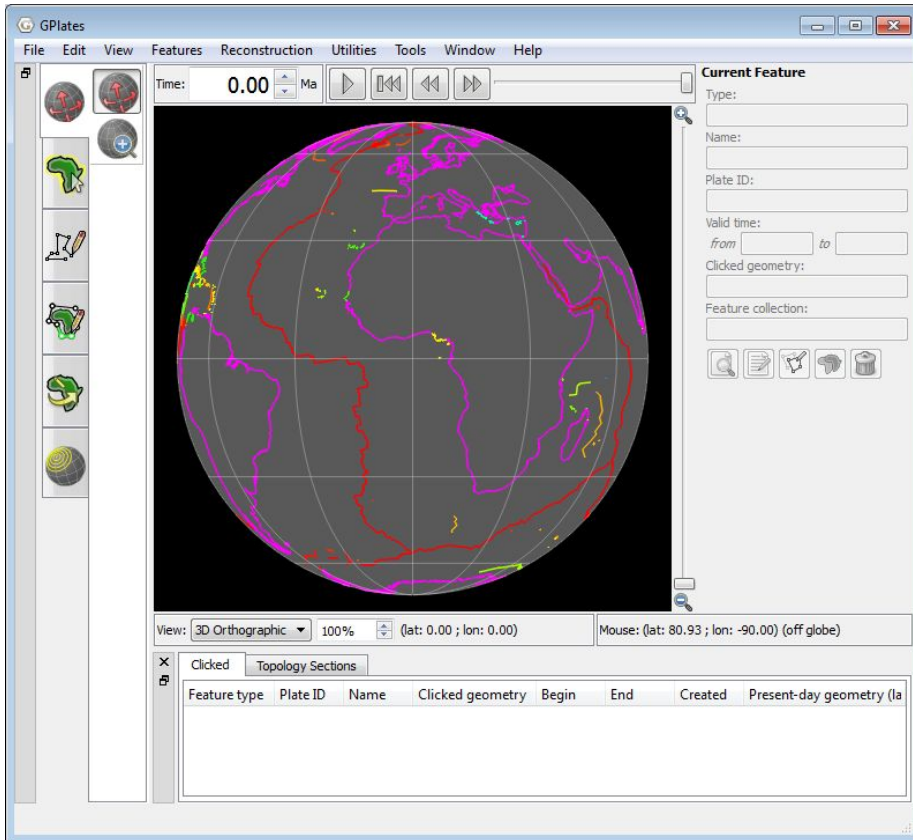 GPlates
File Edit View Features Reconstruction Utilities Tools Window Help
Time: 0.00 Ma
Current Feature
Type:
Name:
Plate ID:
Valid time:
from to
Clicked geometry:
Feature collection:
View: 3D Orthographic 100% (lat: 0.00 ; lon: 0.00) Mouse: (lat: 80.93 ; lon: -90.00) (off globe)
Clicked Topology Sections
Feature type Plate ID Name Clicked geometry Begin End Created Present-day geometry (la